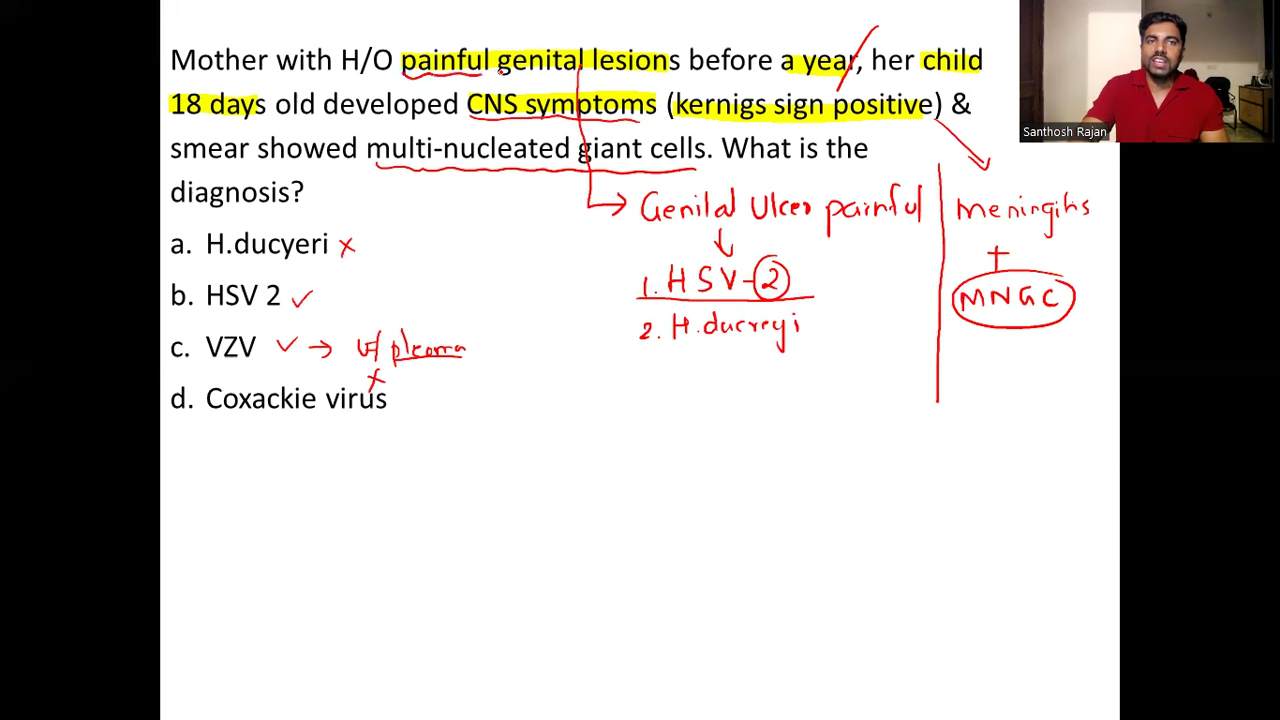 Mother with H/O painful genital lesions before a year, her child
18 days old developed CNS symptoms (kernigs sign positive) &
smear showed multi-nucleated giant cells. What is the
diagnosis?
a. H.ducyeri x
b. HSV 2 ✓
c. VZV ✓ →
x
d. Coxackie virus
→ Genital Ulcer painful
↓
1. HSV-2
2. H.ducreyi
Meningitis
+
MNGC
Santhosh Rajan